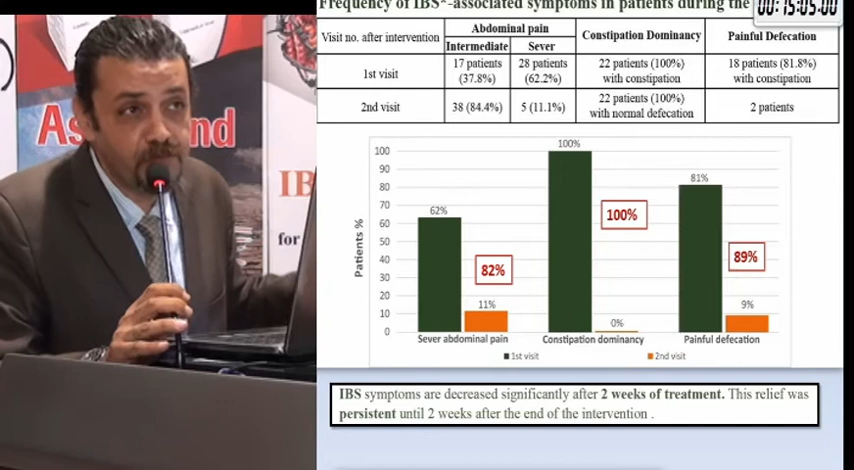 Frequency of IBS*-associated symptoms in patients during the
00:15:05:00
Visit no. after intervention
Abdominal pain
Constipation Dominancy
Painful Defecation
Intermediate
Sever
1st visit
17 patients
(37.8%)
28 patients
(62.2%)
22 patients (100%)
with constipation
18 patients (81.8%)
with constipation
2nd visit
38 (84.4%)
5 (11.1%)
22 patients (100%)
with normal defecation
2 patients
Patients %
100
90
80
70
60
50
40
30
20
10
0
62%
11%
82%
100%
0%
100%
81%
9%
89%
Sever abdominal pain
Constipation dominancy
Painful defecation
1st visit
2nd visit
IBS symptoms are decreased significantly after 2 weeks of treatment. This relief was
persistent until 2 weeks after the end of the intervention .
As
nd
IB
for